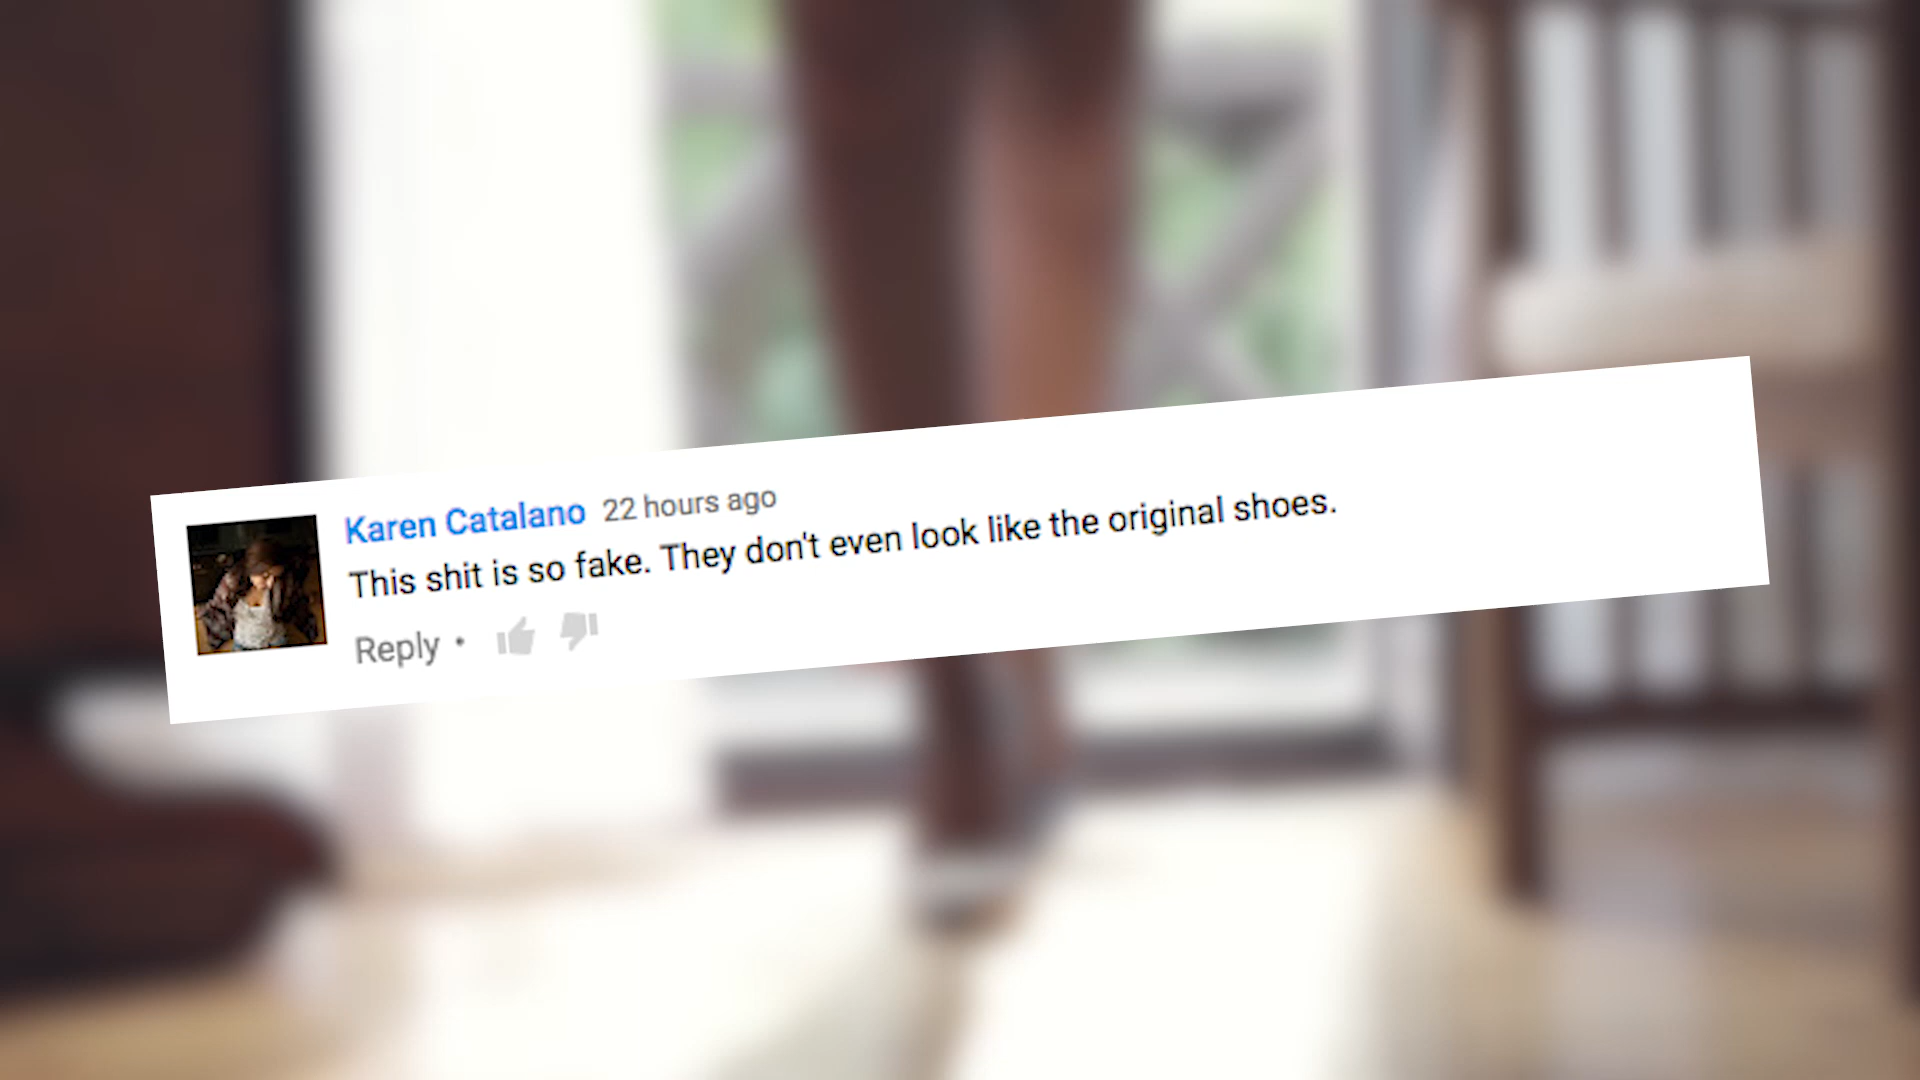 Karen Catalano 22 hours ago
This shit is so fake. They don't even look like the original shoes.
Reply •